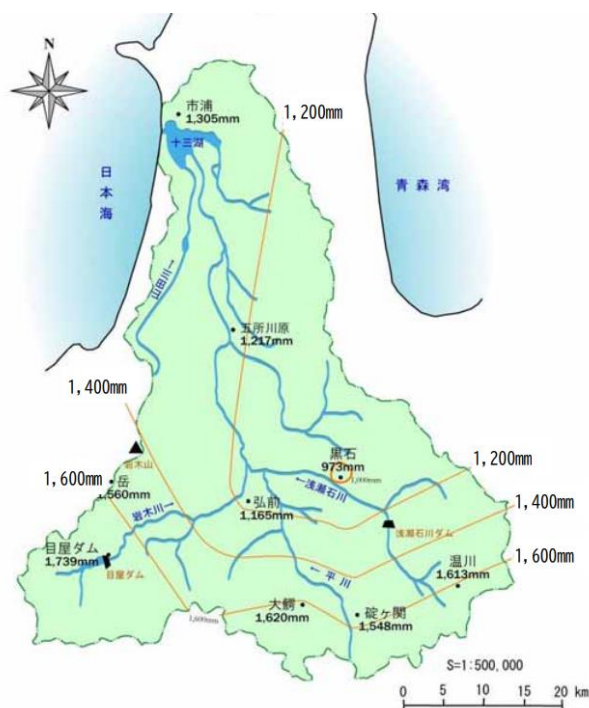 N
市浦
1,305mm
1,200mm
十三湖
日本海
青森湾
山田川→
五所川原
1,217mm
1,400mm
岩木山
黒石
973mm
1,000mm
1,600mm
岳
1,560mm
岩木川→
←浅瀬石川
1,200mm
弘前
1,165mm
1,400mm
目屋ダム
1,739mm
目屋ダム
浅瀬石川ダム
1,600mm
←平川
温川
1,613mm
大鰐
1,620mm
碇ヶ関
1,548mm
1,600mm
S=1:500,000
0 5 10 15 20 km